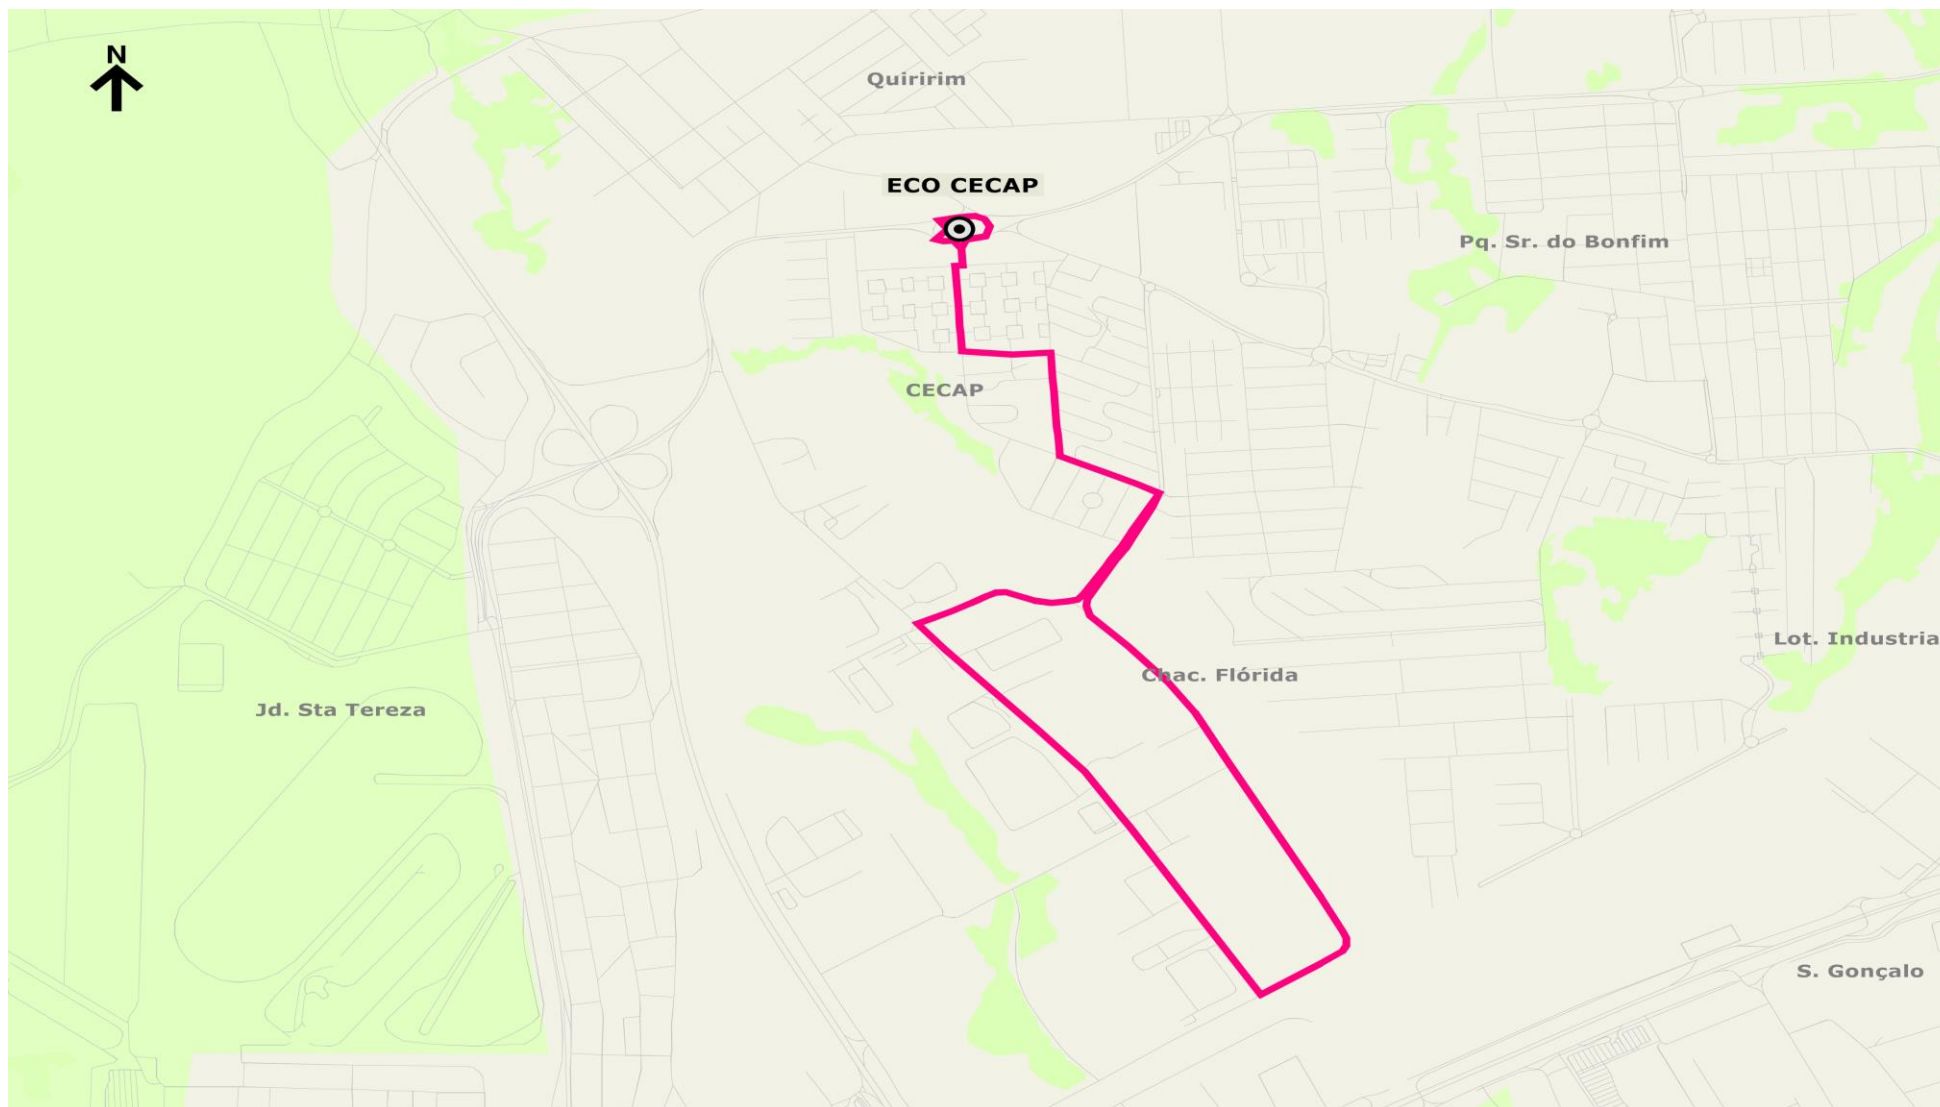 N
Quiririm
ECO CECAP
Pq. Sr. do Bonfim
CECAP
Lot. Industria
Chac. Flórida
Jd. Sta Tereza
S. Gonçalo